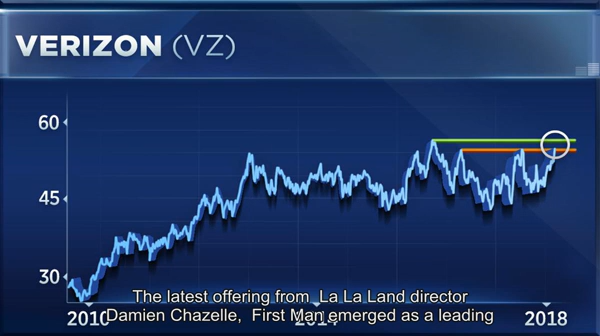 VERIZON (VZ)
60
45
30
The latest offering from La La Land director
2010 2014 2018
Damien Chazelle, First Man emerged as a leading